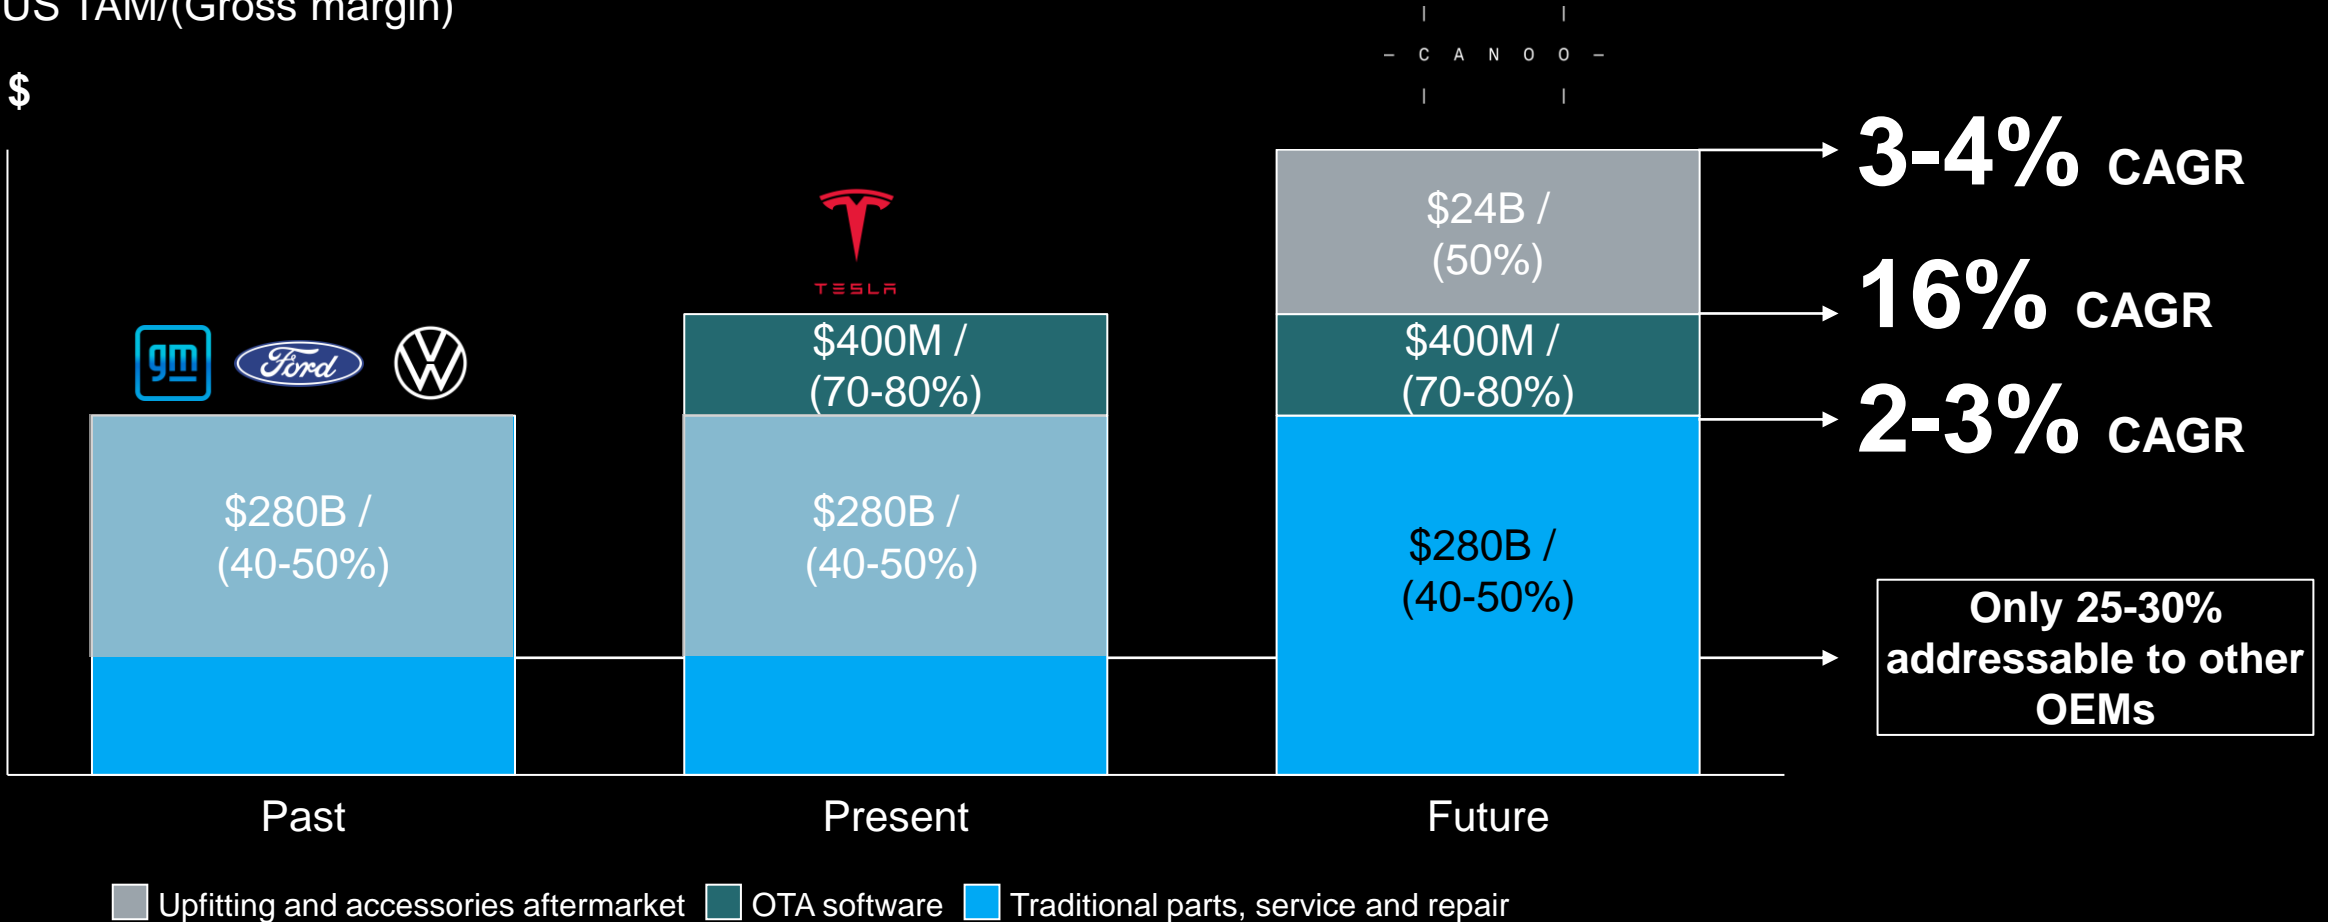 US TAM/(Gross margin)
$
— C A N O O —
3-4% CAGR
$24B /
(50%)
TESLA
16% CAGR
gm
Ford
$400M /
(70-80%)
$400M /
(70-80%)
2-3% CAGR
$280B /
(40-50%)
$280B /
(40-50%)
$280B /
(40-50%)
Only 25-30%
addressable to other
OEMs
Past
Present
Future
Upfitting and accessories aftermarket
OTA software
Traditional parts, service and repair